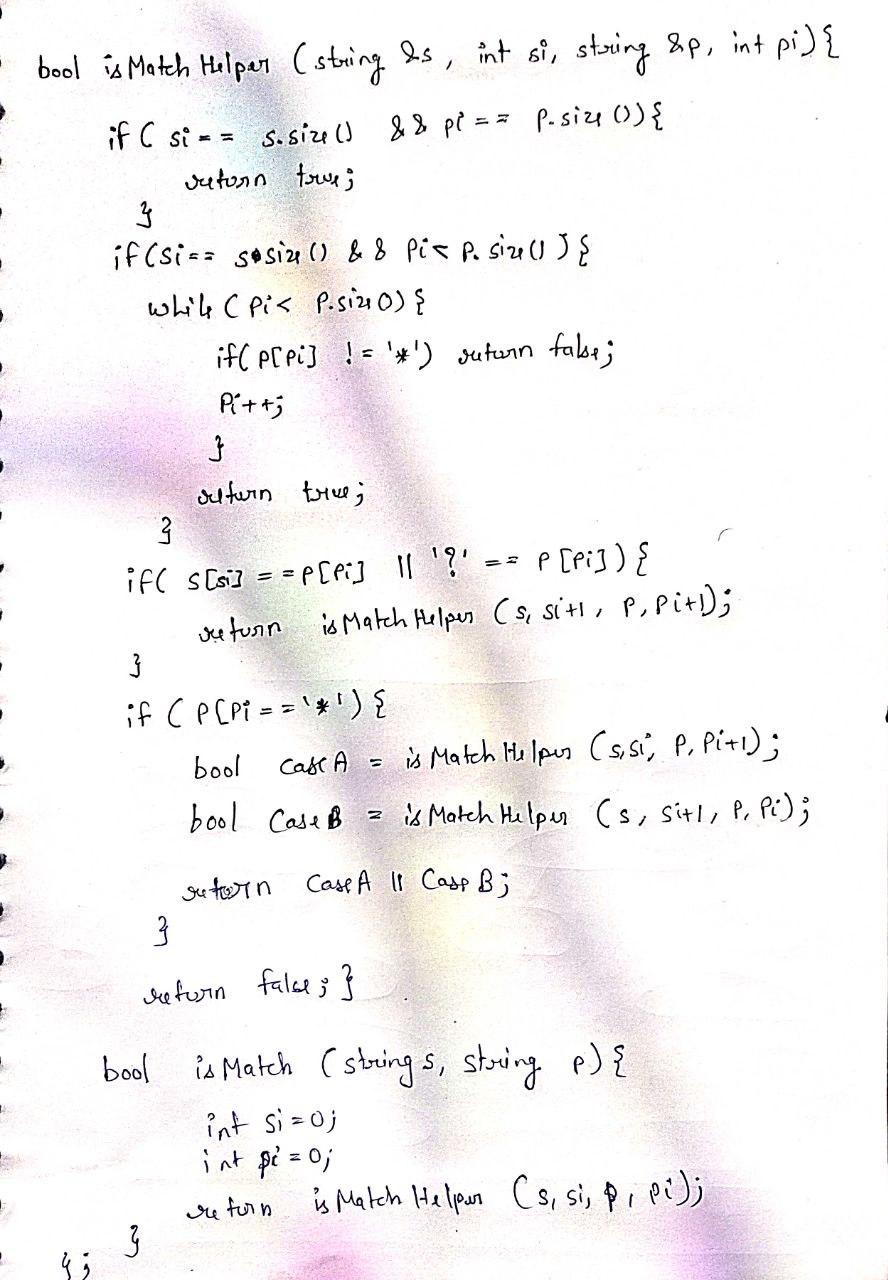 bool isMatchHelper (string &s, int si, string &p, int pi){
if( si == s.size() && pi == p.size()){
return true;
}
if(si == s.size() && pi < p.size()){
while( pi < p.size()){
if( p[pi] != '*') return false;
pi++;
}
return true;
}
if( s[si] == p[pi] || '?' == p[pi]){
return isMatchHelper (s, si+1, p, pi+1);
}
if ( p[pi == '*'){
bool caseA = isMatchHelper (s,si, p, pi+1);
bool CaseB = isMatchHelper (s, si+1, p, pi);
return CaseA || CaseB;
}
return false; }
bool isMatch (string s, string p){
int si = 0;
int pi = 0;
return isMatchHelper (s, si, p, pi);
}
};